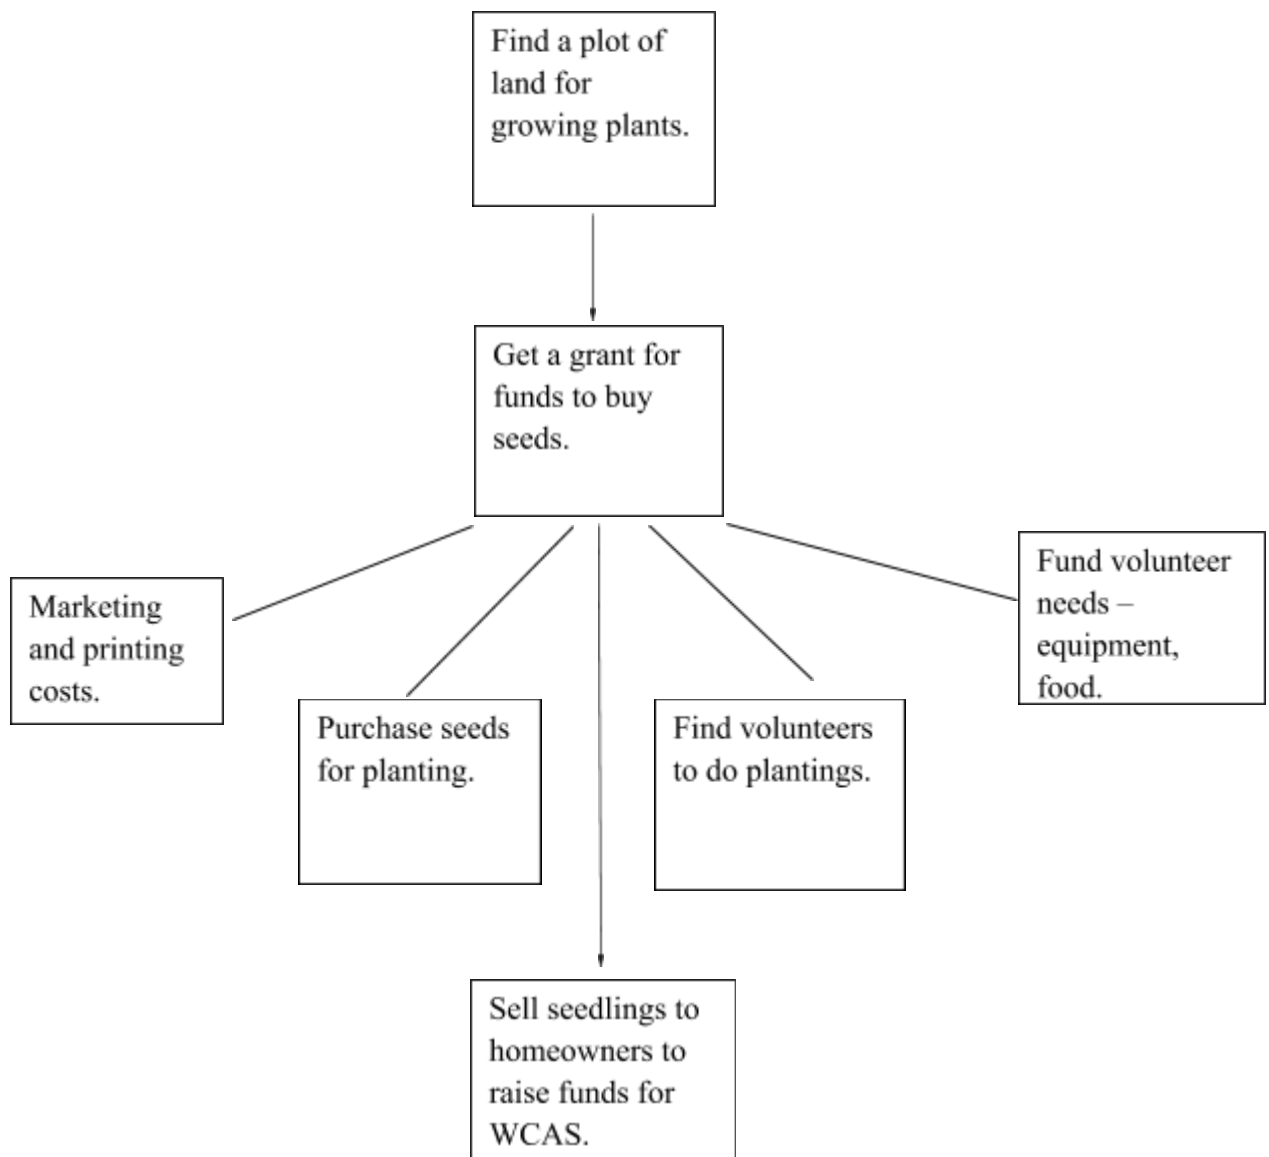 Find a plot of
land for
growing plants.
Get a grant for
funds to buy
seeds.
Marketing
and printing
costs.
Purchase seeds
for planting.
Find volunteers
to do plantings.
Fund volunteer
needs –
equipment,
food.
Sell seedlings to
homeowners to
raise funds for
WCAS.